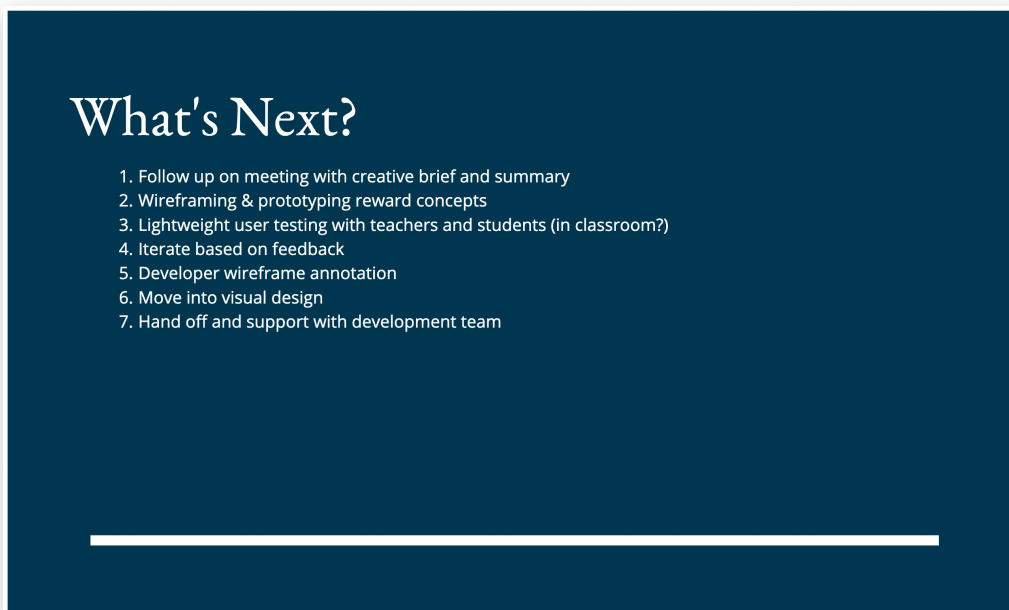 What's Next?
1. Follow up on meeting with creative brief and summary
2. Wireframing & prototyping reward concepts
3. Lightweight user testing with teachers and students (in classroom?)
4. Iterate based on feedback
5. Developer wireframe annotation
6. Move into visual design
7. Hand off and support with development team